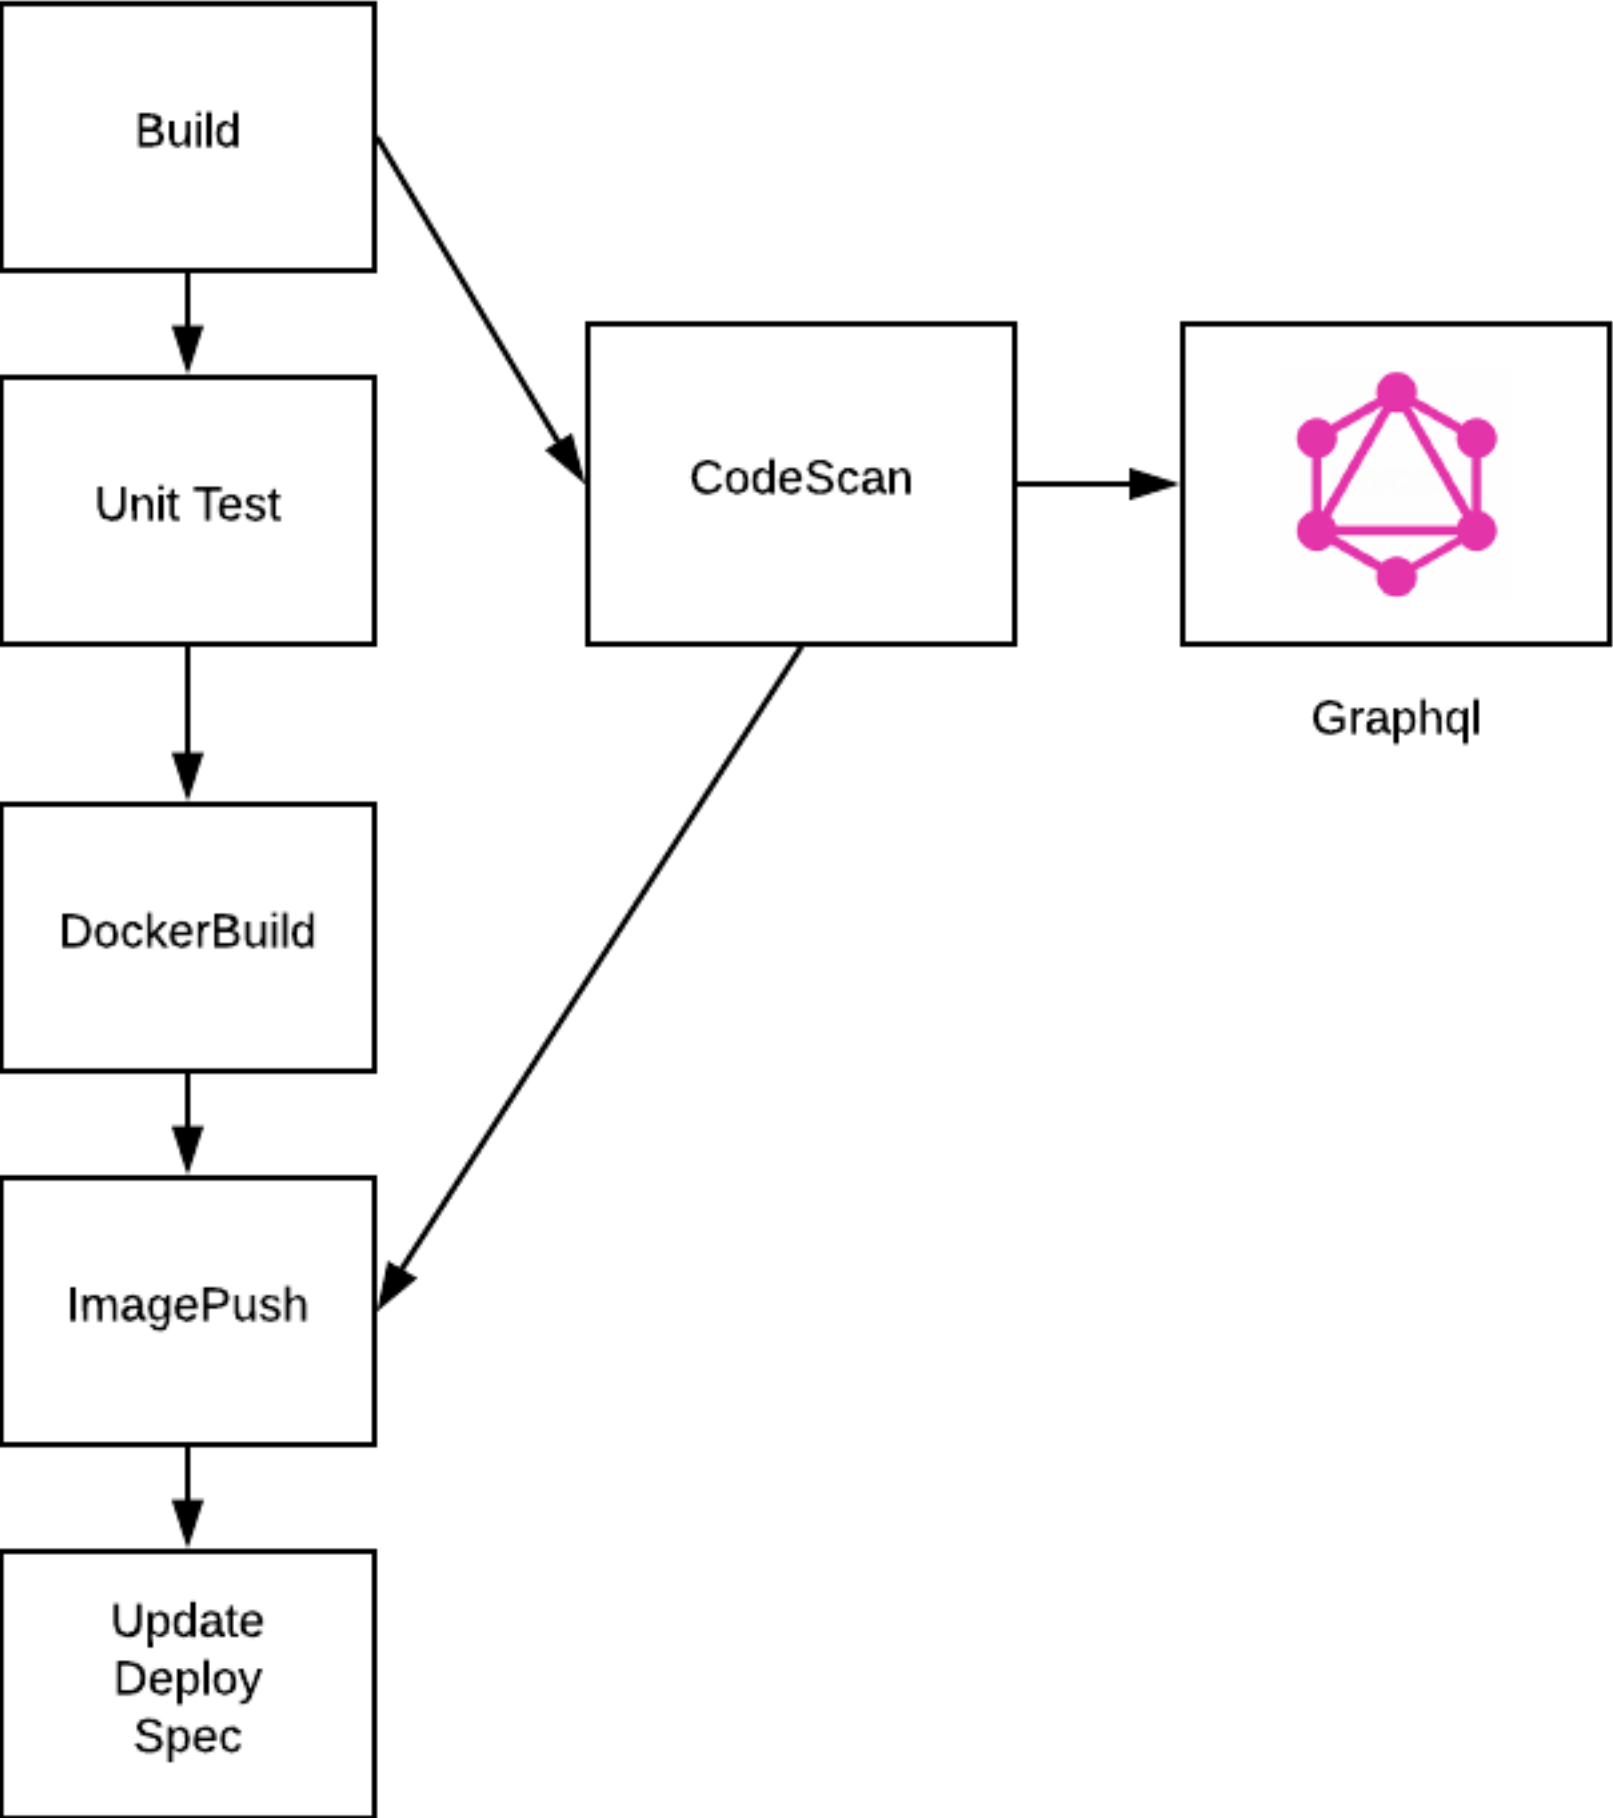 Build
Unit Test
CodeScan
Graphql
DockerBuild
ImagePush
Update
Deploy
Spec